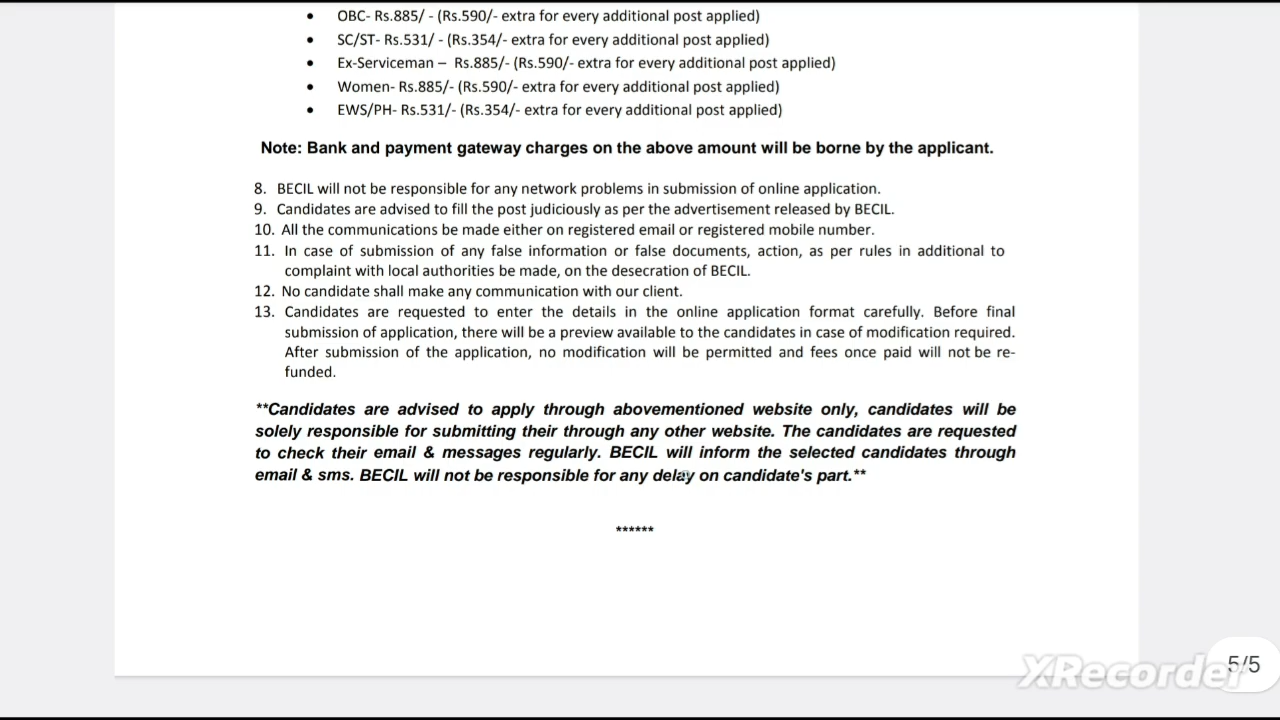 • OBC- Rs.885/ - (Rs.590/- extra for every additional post applied)
• SC/ST- Rs.531/ - (Rs.354/- extra for every additional post applied)
• Ex-Serviceman – Rs.885/- (Rs.590/- extra for every additional post applied)
• Women- Rs.885/- (Rs.590/- extra for every additional post applied)
• EWS/PH- Rs.531/- (Rs.354/- extra for every additional post applied)
Note: Bank and payment gateway charges on the above amount will be borne by the applicant.
8. BECIL will not be responsible for any network problems in submission of online application.
9. Candidates are advised to fill the post judiciously as per the advertisement released by BECIL.
10. All the communications be made either on registered email or registered mobile number.
11. In case of submission of any false information or false documents, action, as per rules in additional to
complaint with local authorities be made, on the desecration of BECIL.
12. No candidate shall make any communication with our client.
13. Candidates are requested to enter the details in the online application format carefully. Before final
submission of application, there will be a preview available to the candidates in case of modification required.
After submission of the application, no modification will be permitted and fees once paid will not be re-
funded.
**Candidates are advised to apply through abovementioned website only, candidates will be
solely responsible for submitting their through any other website. The candidates are requested
to check their email & messages regularly. BECIL will inform the selected candidates through
email & sms. BECIL will not be responsible for any delay on candidate's part.**
******
XRecorder
5/5